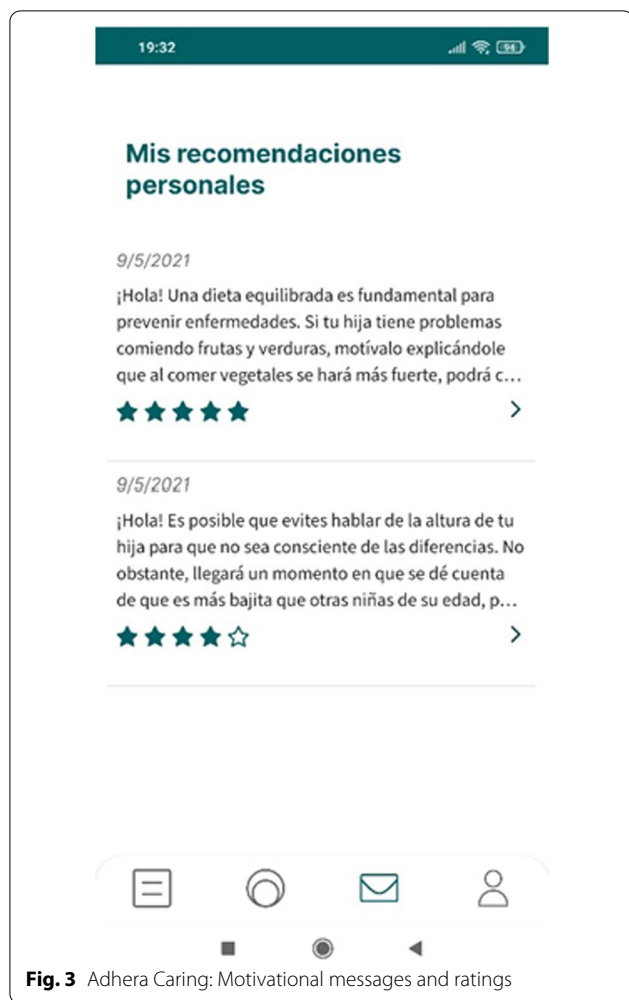 19:32
94
Mis recomendaciones
personales
9/5/2021
¡Hola! Una dieta equilibrada es fundamental para
prevenir enfermedades. Si tu hija tiene problemas
comiendo frutas y verduras, motívalo explicándole
que al comer vegetales se hará más fuerte, podrá c...
9/5/2021
¡Hola! Es posible que evites hablar de la altura de tu
hija para que no sea consciente de las diferencias. No
obstante, llegará un momento en que se dé cuenta
de que es más bajita que otras niñas de su edad, p...
Fig. 3 Adhera Caring: Motivational messages and ratings